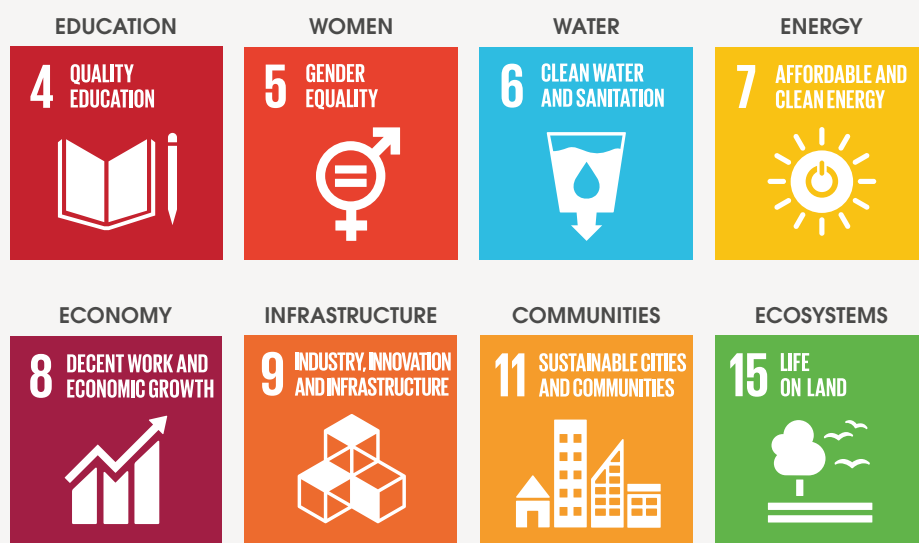 EDUCATION
4 QUALITY
EDUCATION
WOMEN
5 GENDER
EQUALITY
WATER
6 CLEAN WATER
AND SANITATION
ENERGY
7 AFFORDABLE AND
CLEAN ENERGY
ECONOMY
8 DECENT WORK AND
ECONOMIC GROWTH
INFRASTRUCTURE
9 INDUSTRY, INNOVATION
AND INFRASTRUCTURE
COMMUNITIES
11 SUSTAINABLE CITIES
AND COMMUNITIES
ECOSYSTEMS
15 LIFE
ON LAND